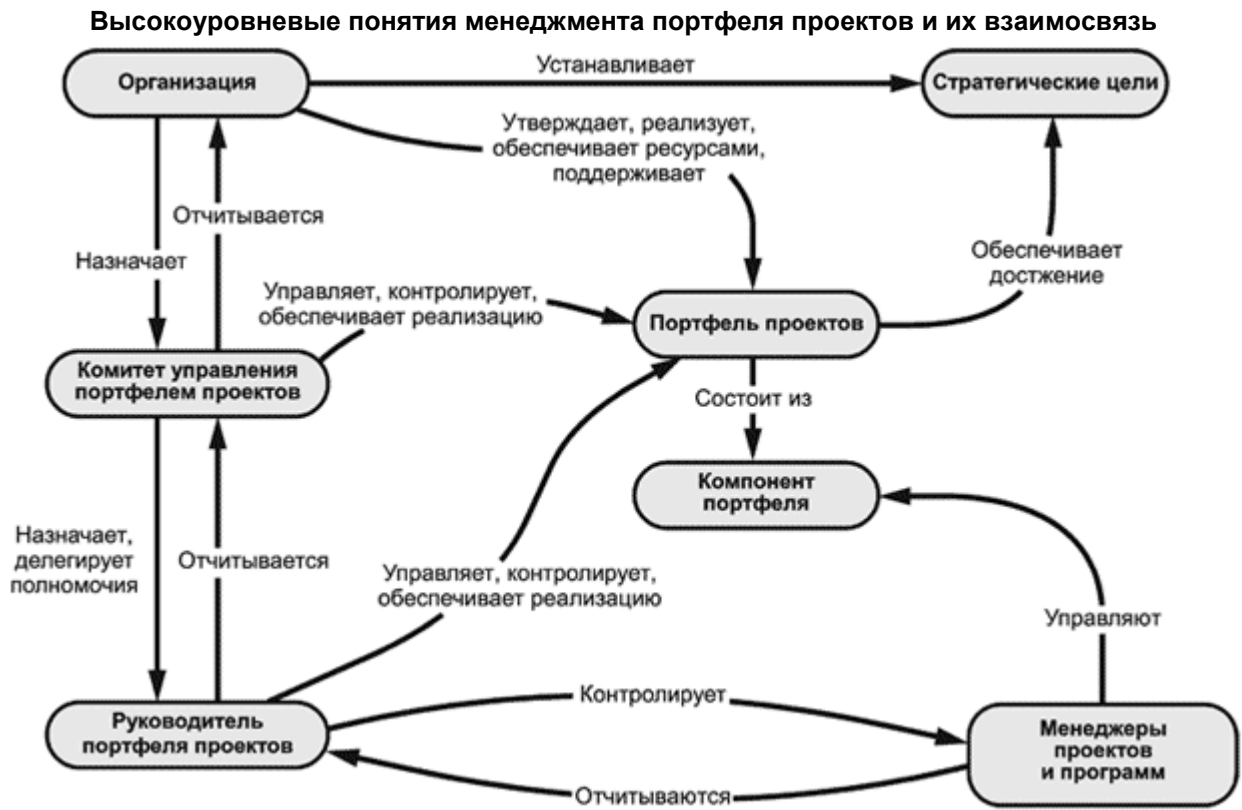 Высокоуровневые понятия менеджмента портфеля проектов и их взаимосвязь
Организация
Устанавливает
Стратегические цели
Утверждает, реализует,
обеспечивает ресурсами,
поддерживает
Отчитывается
Назначает
Обеспечивает
достжение
Управляет, контролирует,
обеспечивает реализацию
Портфель проектов
Комитет управления
портфелем проектов
Состоит из
Компонент
портфеля
Назначает,
делегирует
полномочия
Отчитывается
Управляет, контролирует,
обеспечивает реализацию
Управляют
Контролирует
Руководитель
портфеля проектов
Менеджеры
проектов
и программ
Отчитываются